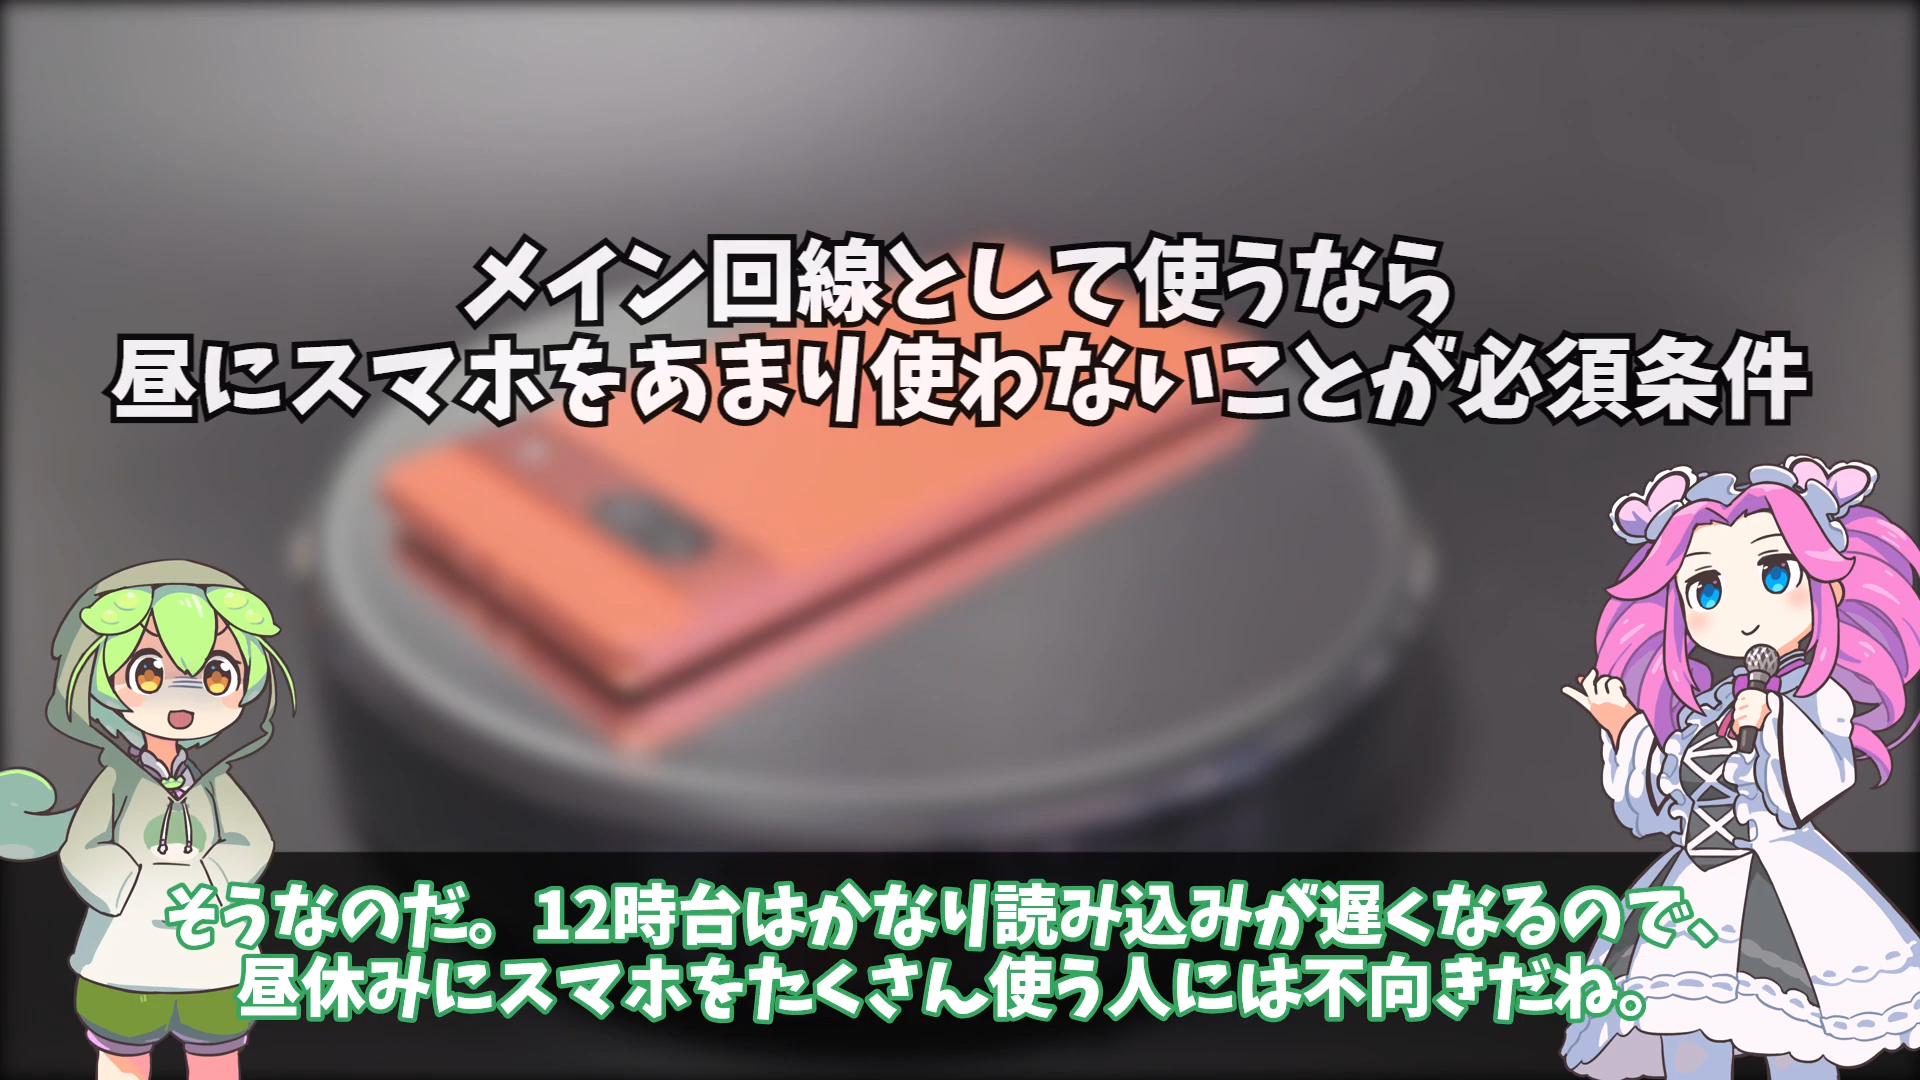 メイン回線として使うなら
昼にスマホをあまり使わないことが必須条件
そうなのだ。12時台はかなり読み込みが遅くなるので、
昼休みにスマホをたくさん使う人には不向きだね。